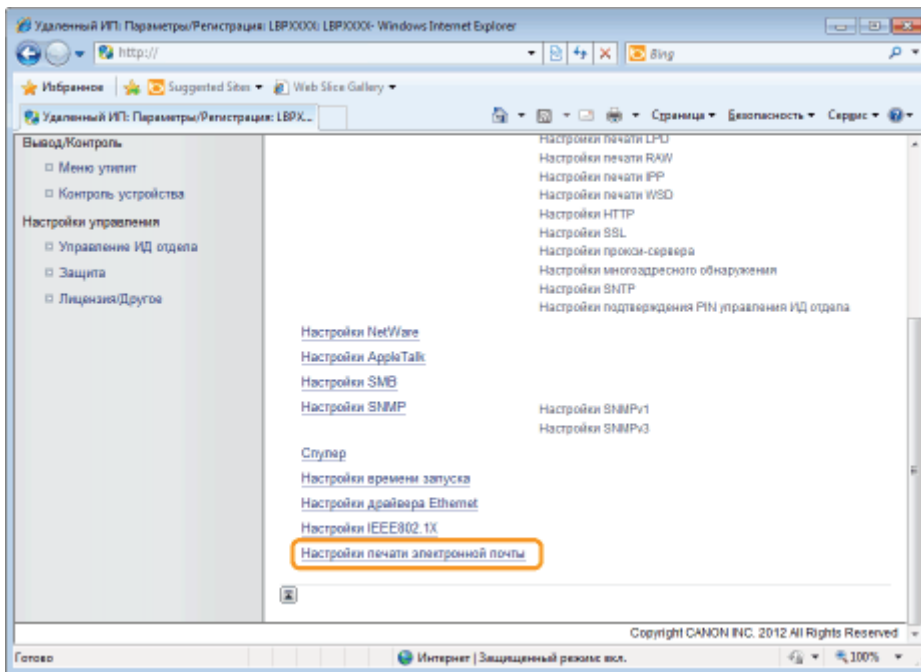 Удаленный ИП: Параметры/Регистрация: LBPXXXX: LBPXXXX- Windows Internet Explorer
http://
Bing
Избранное Suggested Sites Web Slice Gallery
Удаленный ИП: Параметры/Регистрация: LBPX...
Страница Безопасность Сервис
Вывод/Контроль
Меню утилит
Контроль устройства
Настройки управления
Управление ИД отдела
Защита
Лицензия/Другое
Настройки печати LPD
Настройки печати RAW
Настройки печати IPP
Настройки печати WSD
Настройки HTTP
Настройки SSL
Настройки прокси-сервера
Настройки многоадресного обнаружения
Настройки SNTP
Настройки подтверждения PIN управления ИД отдела
Настройки NetWare
Настройки AppleTalk
Настройки SMB
Настройки SNMP
Настройки SNMPv1
Настройки SNMPv3
Спулер
Настройки времени запуска
Настройки драйвера Ethernet
Настройки IEEE802.1X
Настройки печати электронной почты
Copyright CANON INC. 2012 All Rights Reserved
Готово
Интернет | Защищенный режим: вкл.
100%